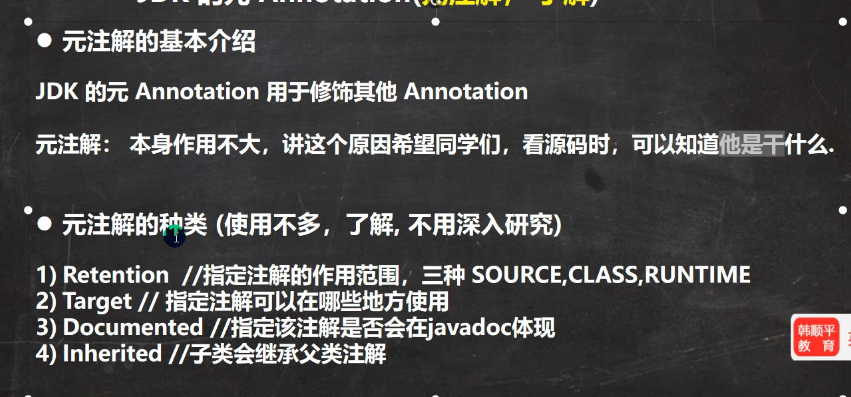 JDK 的元 Annotation(元注解，了解)
● 元注解的基本介绍
JDK 的元 Annotation 用于修饰其他 Annotation
元注解： 本身作用不大，讲这个原因希望同学们，看源码时，可以知道他是干什么.
● 元注解的种类 (使用不多，了解, 不用深入研究)
1) Retention //指定注解的作用范围，三种 SOURCE,CLASS,RUNTIME
2) Target // 指定注解可以在哪些地方使用
3) Documented //指定该注解是否会在javadoc体现
4) Inherited //子类会继承父类注解
韩顺平
教育